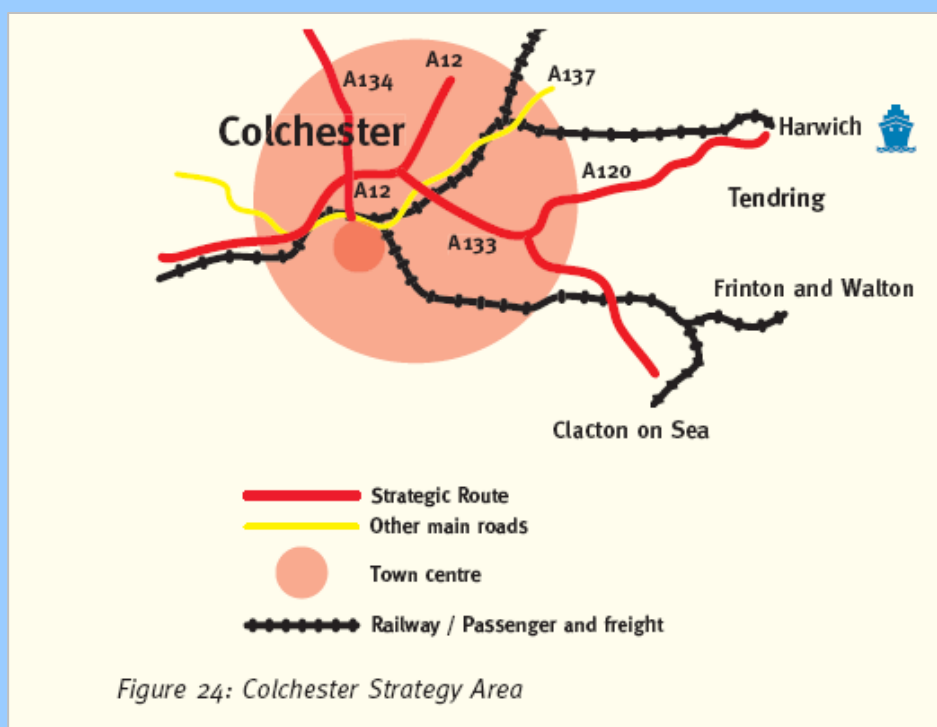 A12
A134
A137
Colchester
Harwich
A120
A12
Tendring
A133
Frinton and Walton
Clacton on Sea
Strategic Route
Other main roads
Town centre
Railway / Passenger and freight
Figure 24: Colchester Strategy Area